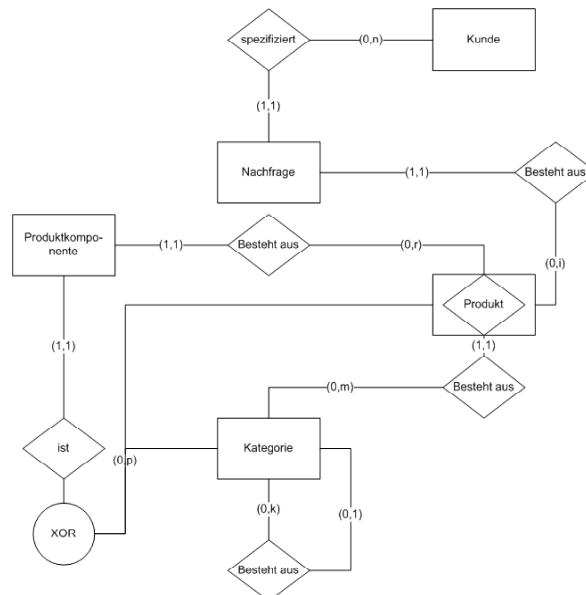 spezifiziert
(0,n)
Kunde
(1,1)
Nachfrage
(1,1)
Besteht aus
Produktkompo-
nente
(1,1)
Besteht aus
(0,r)
(0,i)
Produkt
(1,1)
(1,1)
(0,m)
Besteht aus
ist
(0,p)
Kategorie
(0,k)
(0,1)
XOR
Besteht aus